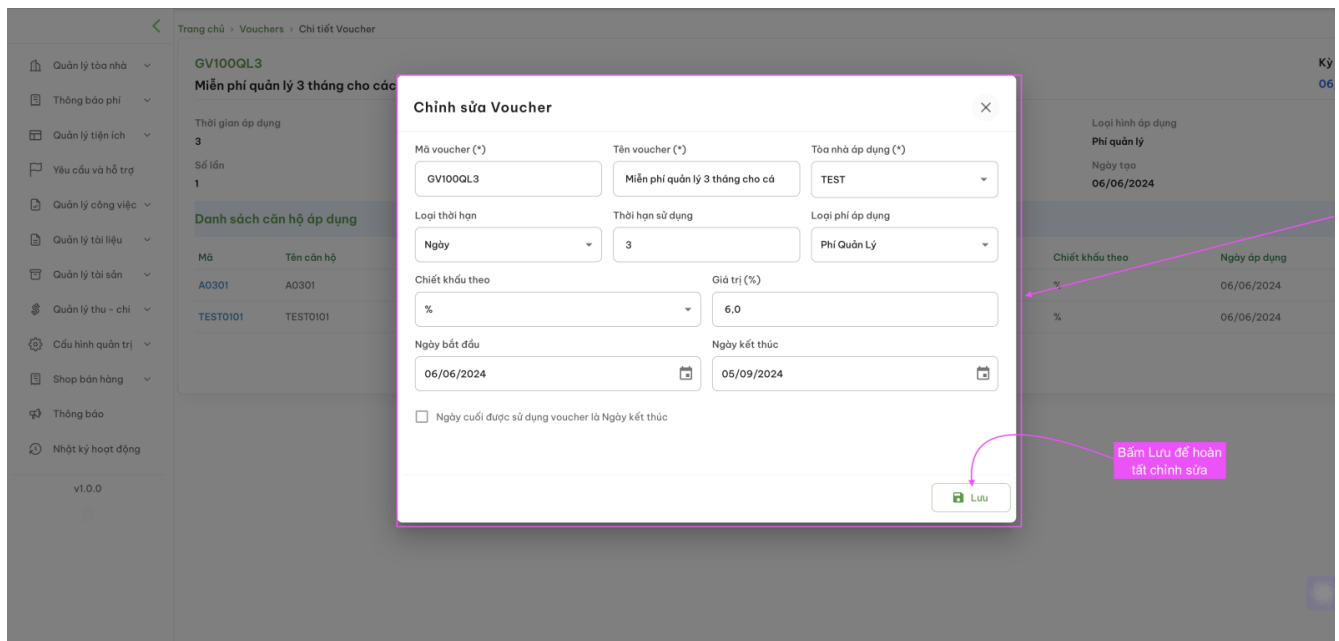 Trang chủ > Vouchers > Chi tiết Voucher
Quản lý tòa nhà
Thông báo phí
Quản lý tiện ích
Yêu cầu và hỗ trợ
Quản lý công việc
Quản lý tài liệu
Quản lý tài sản
Quản lý thu - chi
Cấu hình quản trị
Shop bán hàng
Thông báo
Nhật ký hoạt động
v1.0.0
GV100QL3
Miễn phí quản lý 3 tháng cho các
Kỳ
06
Thời gian áp dụng
3
Số lần
1
Loại hình áp dụng
Phí quản lý
Ngày tạo
06/06/2024
Danh sách căn hộ áp dụng
Mã Tên căn hộ Chiết khấu theo Ngày áp dụng
A0301 A0301 % 06/06/2024
TEST0101 TEST0101 % 06/06/2024
Chỉnh sửa Voucher
Mã voucher (*) Tên voucher (*) Tòa nhà áp dụng (*)
GV100QL3 Miễn phí quản lý 3 tháng cho cá TEST
Loại thời hạn Thời hạn sử dụng Loại phí áp dụng
Ngày 3 Phí Quản Lý
Chiết khấu theo Giá trị (%)
% 6,0
Ngày bắt đầu Ngày kết thúc
06/06/2024 05/09/2024
Ngày cuối được sử dụng voucher là Ngày kết thúc
Lưu
Bấm Lưu để hoàn
tất chỉnh sửa